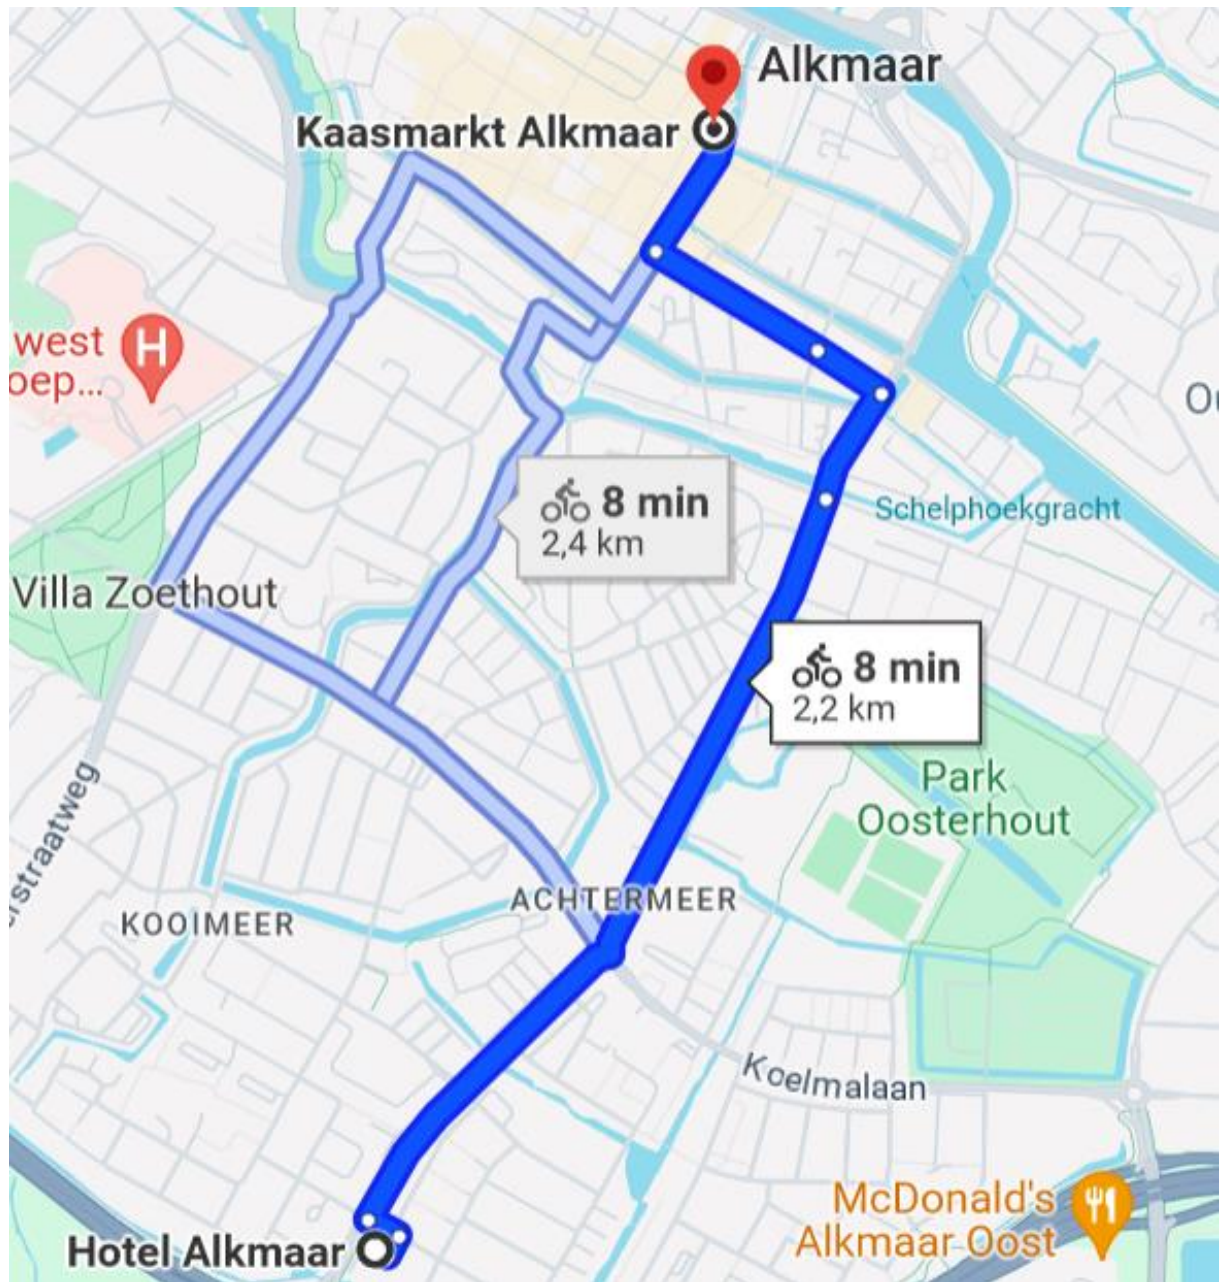 Alkmaar
Kaasmarkt Alkmaar
west
oep...
H
8 min
2,4 km
Schelphoekgracht
Villa Zoethout
8 min
2,2 km
Park
Oosterhout
erstraatweg
ACHTERMEER
KOOIMEER
Koelmalaan
McDonald's
Alkmaar Oost
Hotel Alkmaar